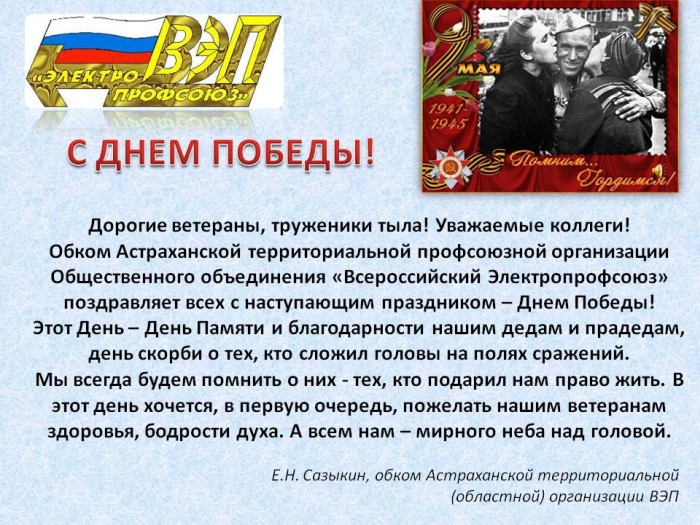 ВЭП
«ЭЛЕКТРО
ПРОФСОЮЗ»
9 МАЯ
1941-
1945
Помним...
Гордимся!
С ДНЕМ ПОБЕДЫ!
Дорогие ветераны, труженики тыла! Уважаемые коллеги!
Обком Астраханской территориальной профсоюзной организации
Общественного объединения «Всероссийский Электропрофсоюз»
поздравляет всех с наступающим праздником – Днем Победы!
Этот День – День Памяти и благодарности нашим дедам и прадедам,
день скорби о тех, кто сложил головы на полях сражений.
Мы всегда будем помнить о них - тех, кто подарил нам право жить. В
этот день хочется, в первую очередь, пожелать нашим ветеранам
здоровья, бодрости духа. А всем нам – мирного неба над головой.
Е.Н. Сазыкин, обком Астраханской территориальной
(областной) организации ВЭП